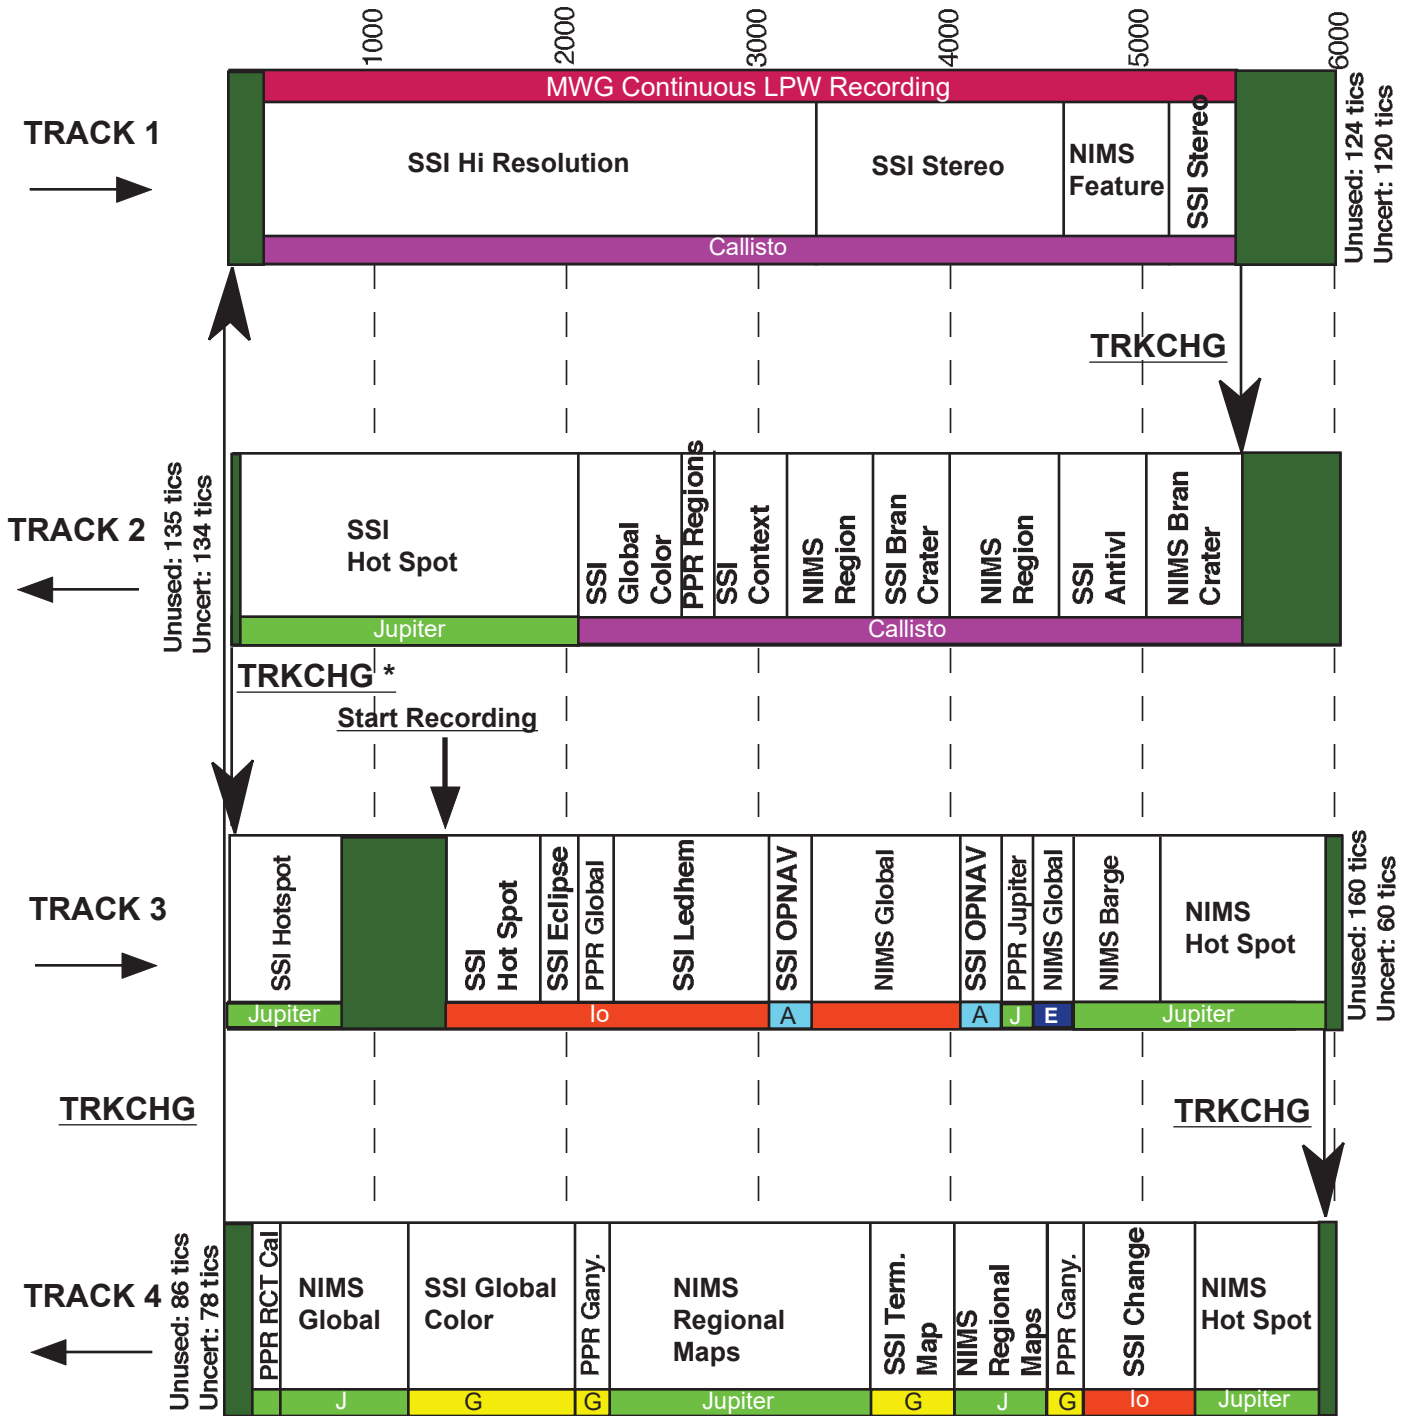 1000
2000
3000
4000
5000
6000
TRACK 1
MWG Continuous LPW Recording
SSI Hi Resolution
SSI Stereo
NIMS
Feature
SSI Stereo
Callisto
Unused: 124 tics
Uncert: 120 tics
TRKCHG
TRACK 2
Unused: 135 tics
Uncert: 134 tics
SSI
Hot Spot
SSI
Global
Color
PPR Regions
SSI
Context
NIMS
Region
SSI Bran
Crater
NIMS
Region
SSI
Antivl
NIMS Bran
Crater
Jupiter
Callisto
TRKCHG *
Start Recording
TRACK 3
SSI Hotspot
SSI
Hot Spot
SSI Eclipse
PPR Global
SSI Ledhem
SSI OPNAV
NIMS Global
SSI OPNAV
PPR Jupiter
NIMS Global
NIMS Barge
NIMS
Hot Spot
Jupiter
Io
A
A
J
E
Jupiter
Unused: 160 tics
Uncert: 60 tics
TRKCHG
TRKCHG
TRACK 4
Unused: 86 tics
Uncert: 78 tics
PPR RCT Cal
NIMS
Global
SSI Global
Color
PPR Gany.
NIMS
Regional
Maps
SSI Term.
Map
NIMS
Regional
Maps
PPR Gany.
SSI Change
NIMS
Hot Spot
J
G
G
Jupiter
G
J
G
Io
Jupiter